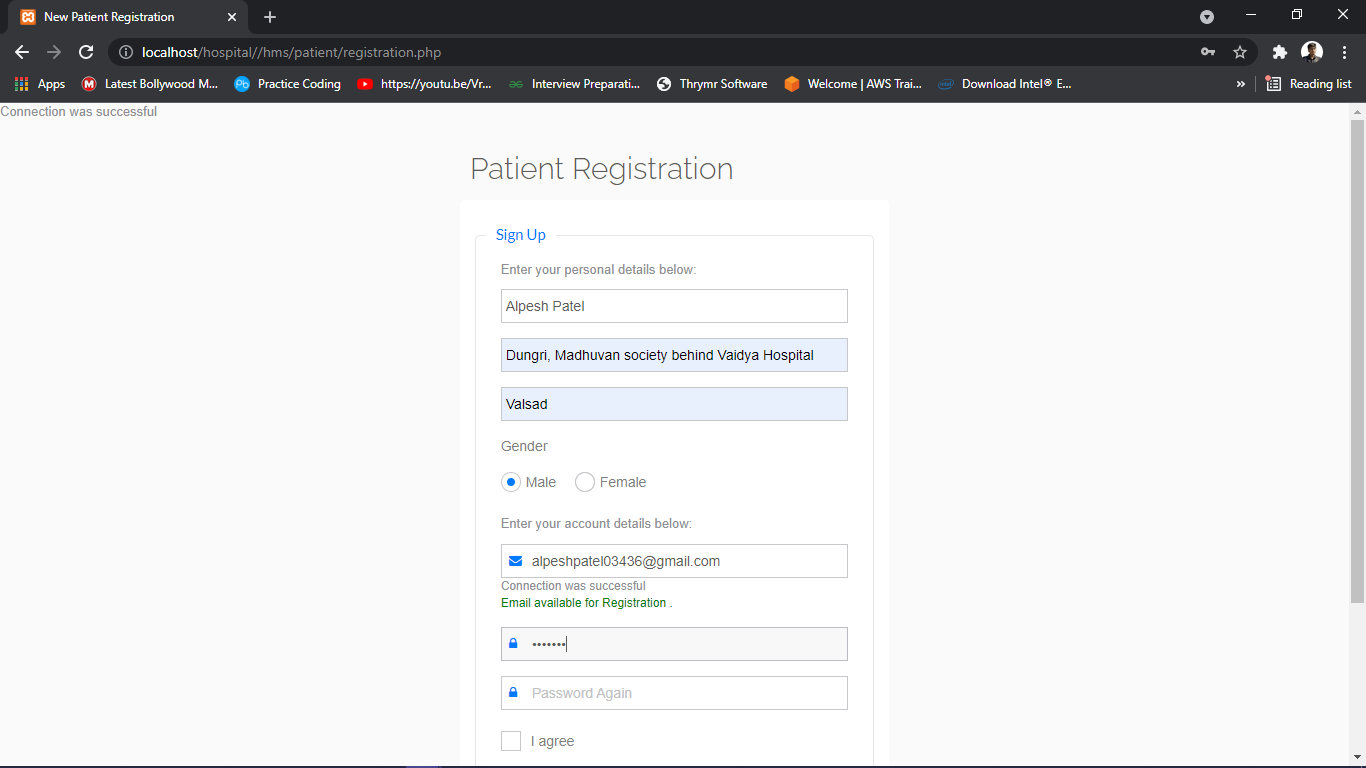 New Patient Registration
localhost/hospital//hms/patient/registration.php
Apps Latest Bollywood M... Practice Coding https://youtu.be/Vr... Interview Preparati... Thrymr Software Welcome | AWS Trai... Download Intel® E... » Reading list
Connection was successful
Patient Registration
Sign Up
Enter your personal details below:
Alpesh Patel
Dungri, Madhuvan society behind Vaidya Hospital
Valsad
Gender
Male Female
Enter your account details below:
alpeshpatel03436@gmail.com
Connection was successful
Email available for Registration .
•••••••
Password Again
I agree